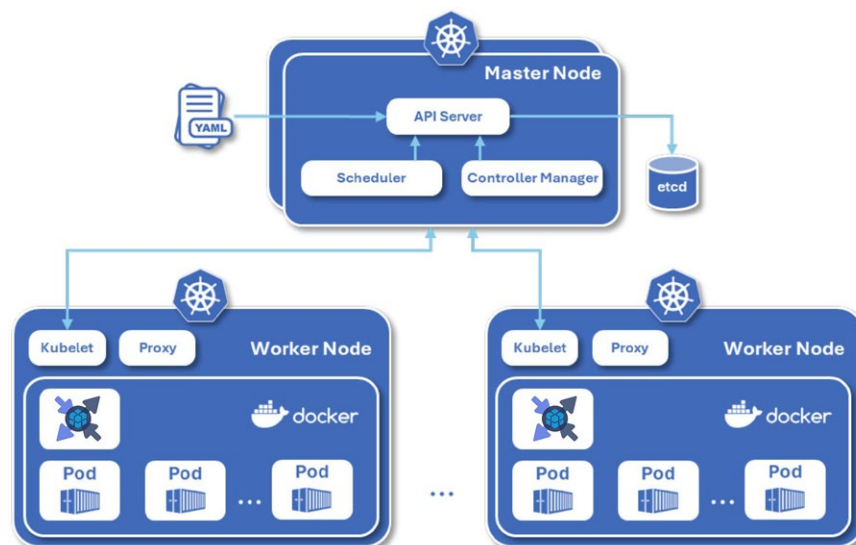 Master Node
YAML
API Server
Scheduler
Controller Manager
etcd
Kubelet
Proxy
Worker Node
docker
Pod
Pod
...
Pod
...
Kubelet
Proxy
Worker Node
docker
Pod
Pod
...
Pod